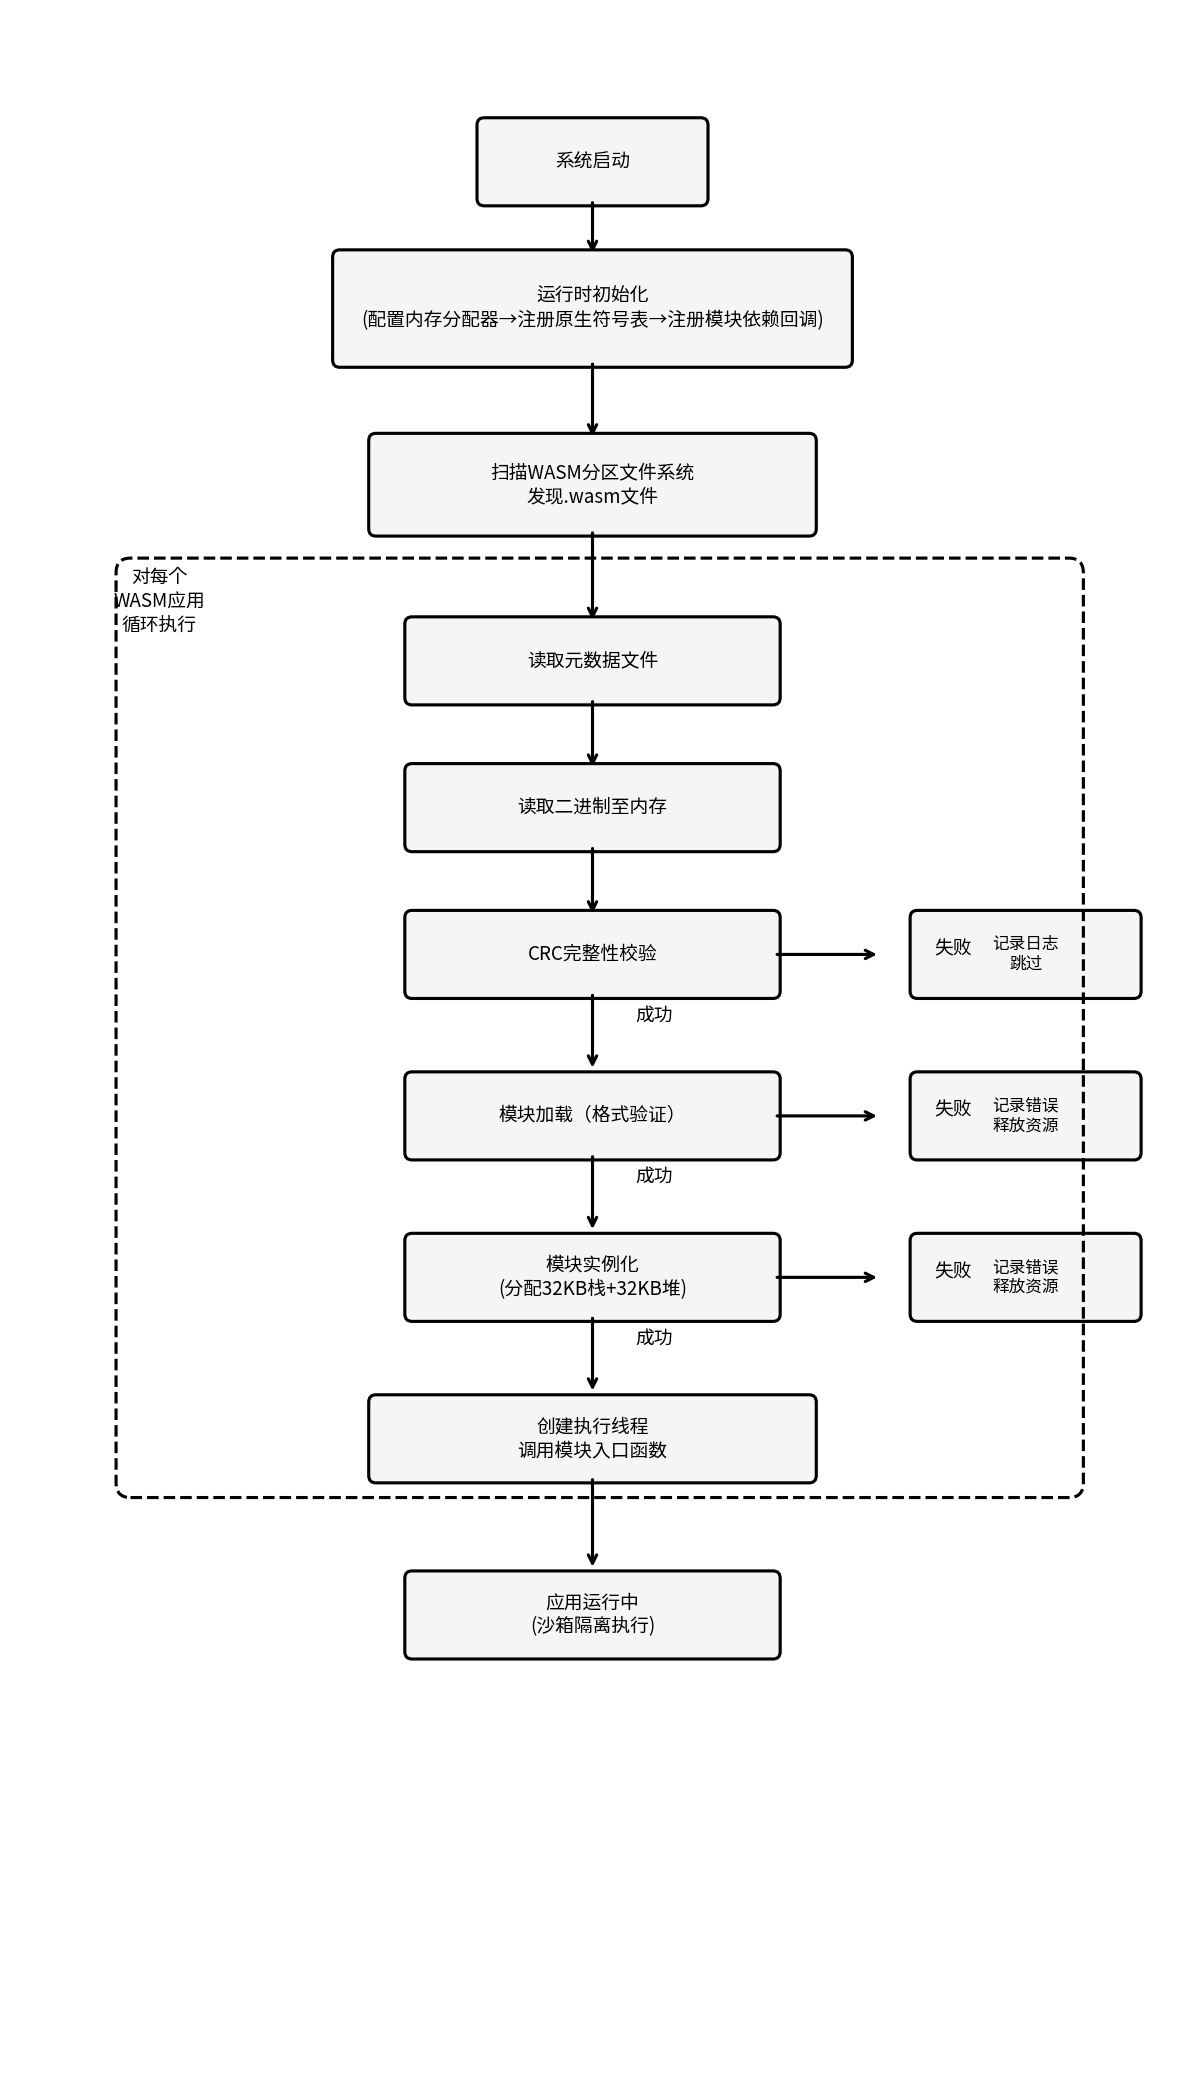 系统启动
运行时初始化
(配置内存分配器→注册原生符号表→注册模块依赖回调)
扫描WASM分区文件系统
发现.wasm文件
对每个
WASM应用
循环执行
读取元数据文件
读取二进制至内存
CRC完整性校验
失败
记录日志
跳过
成功
模块加载（格式验证）
失败
记录错误
释放资源
成功
模块实例化
(分配32KB栈+32KB堆)
失败
记录错误
释放资源
成功
创建执行线程
调用模块入口函数
应用运行中
(沙箱隔离执行)